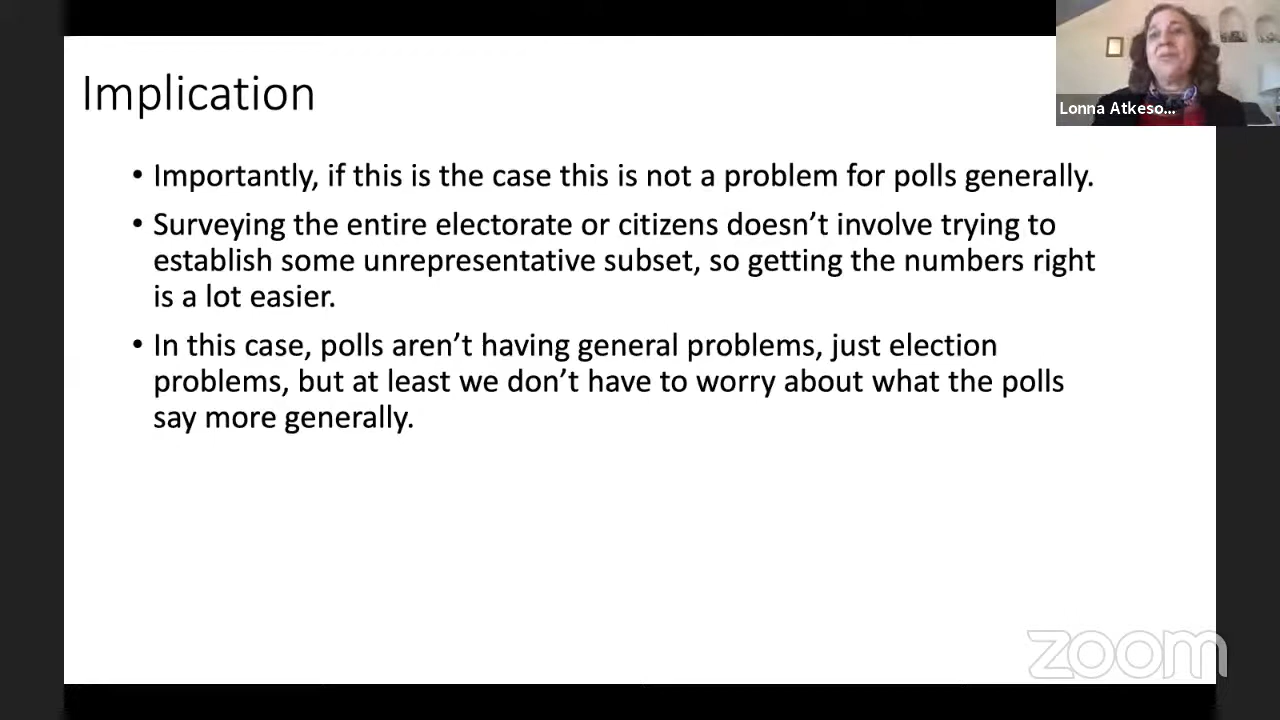 Implication
Lonna Atkeso...
• Importantly, if this is the case this is not a problem for polls generally.
• Surveying the entire electorate or citizens doesn’t involve trying to
establish some unrepresentative subset, so getting the numbers right
is a lot easier.
• In this case, polls aren’t having general problems, just election
problems, but at least we don’t have to worry about what the polls
say more generally.
zoom